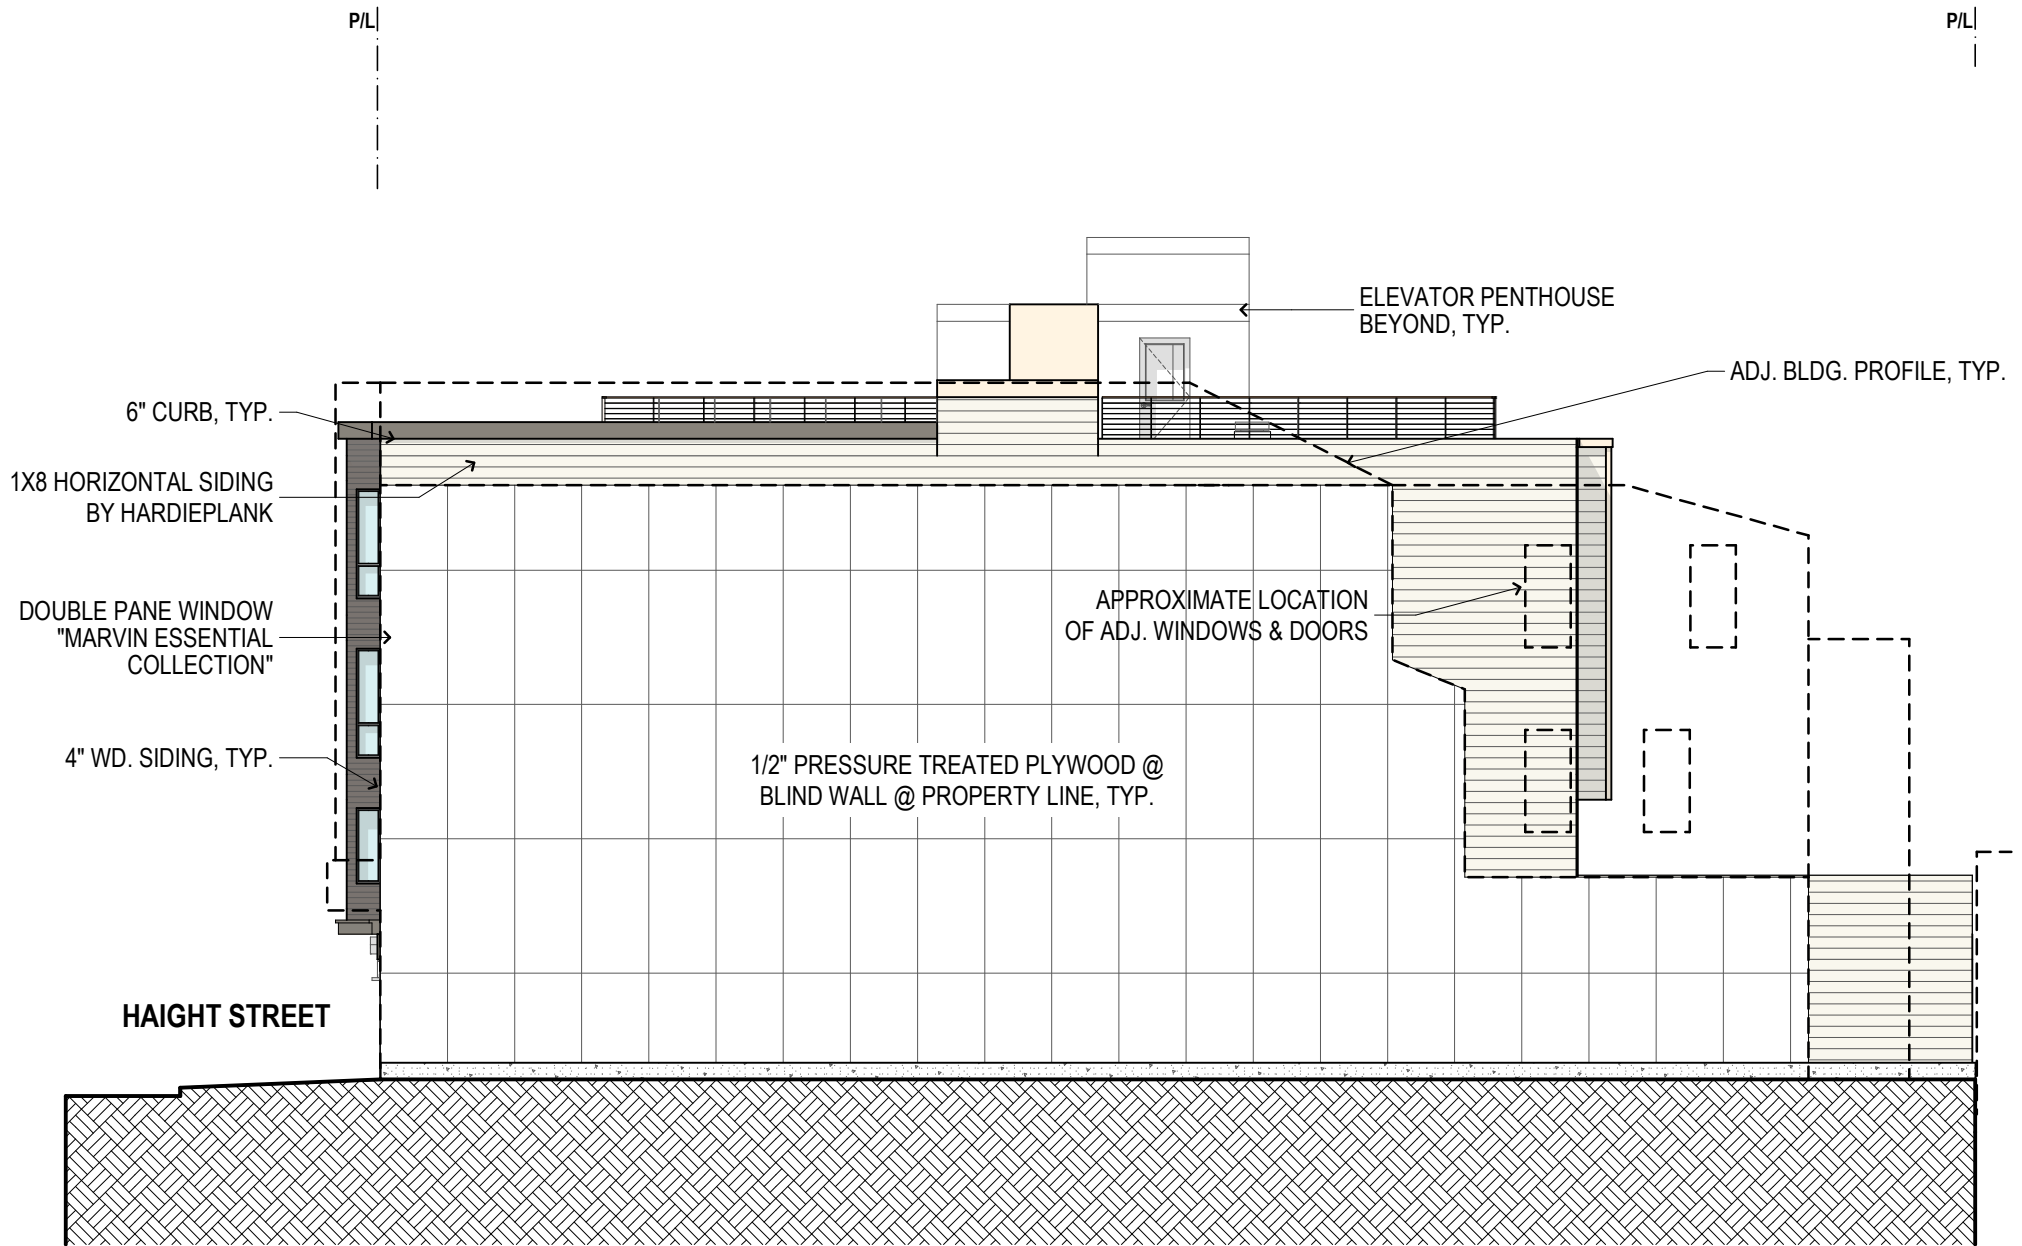 P/L
P/L
ELEVATOR PENTHOUSE
BEYOND, TYP.
ADJ. BLDG. PROFILE, TYP.
6" CURB, TYP.
1X8 HORIZONTAL SIDING
BY HARDIEPLANK
DOUBLE PANE WINDOW
"MARVIN ESSENTIAL
COLLECTION"
APPROXIMATE LOCATION
OF ADJ. WINDOWS & DOORS
4" WD. SIDING, TYP.
1/2" PRESSURE TREATED PLYWOOD @
BLIND WALL @ PROPERTY LINE, TYP.
HAIGHT STREET